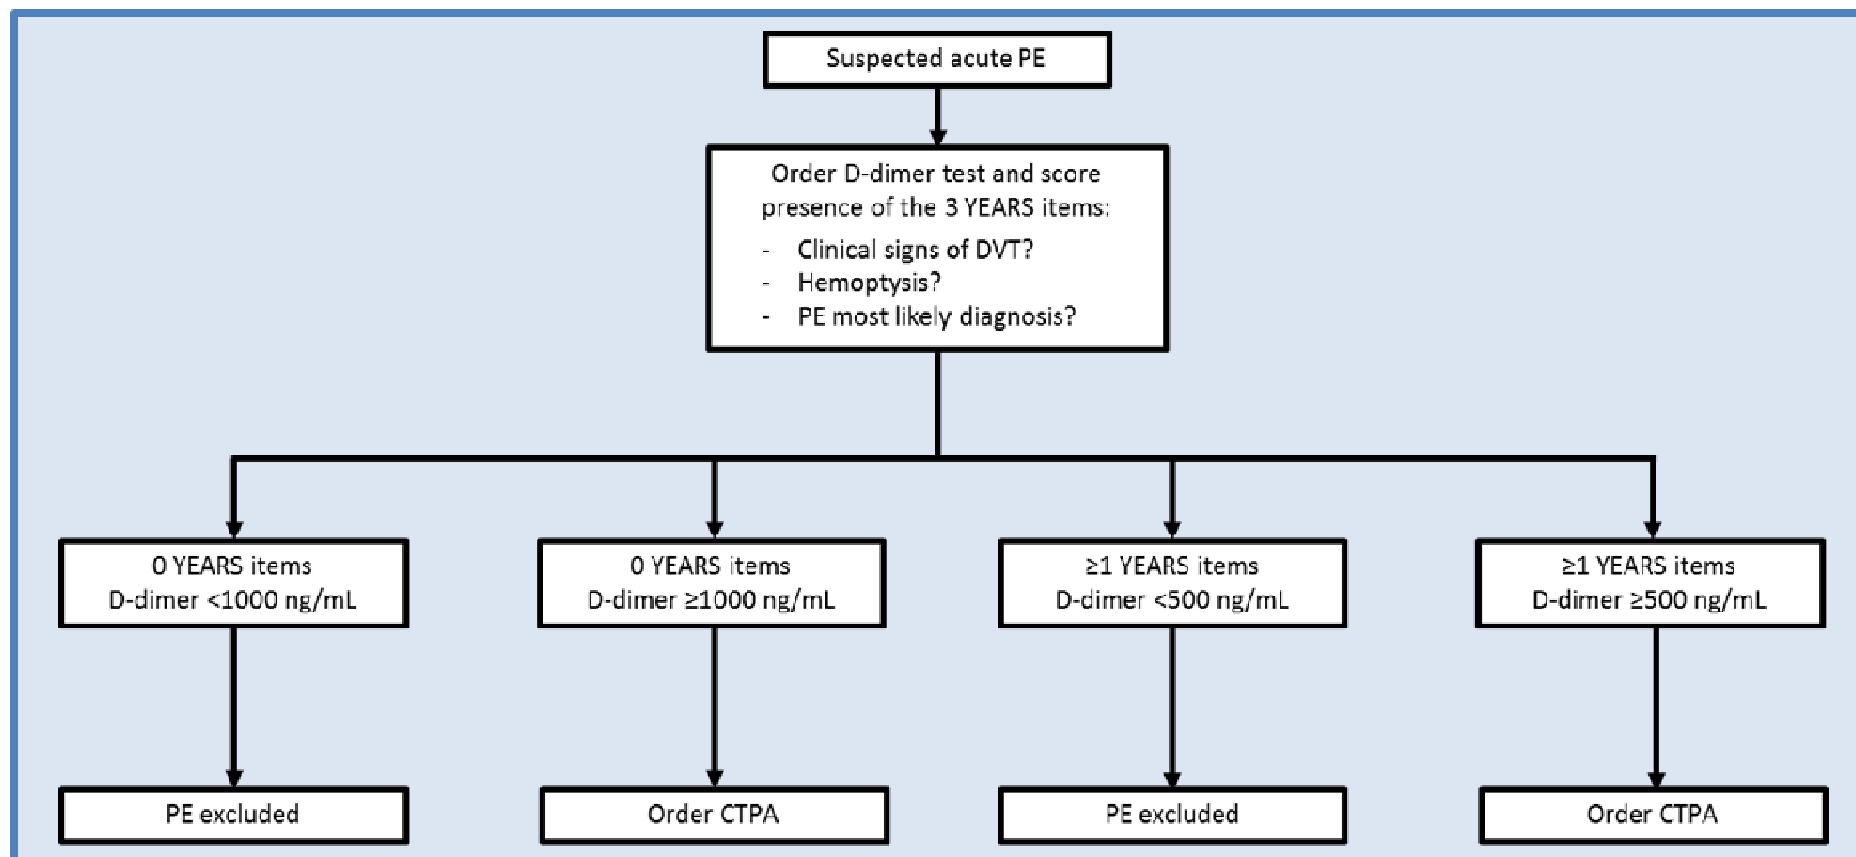 Suspected acute PE
Order D-dimer test and score
presence of the 3 YEARS items:
- Clinical signs of DVT?
- Hemoptysis?
- PE most likely diagnosis?
0 YEARS items
D-dimer <1000 ng/mL
0 YEARS items
D-dimer ≥1000 ng/mL
≥1 YEARS items
D-dimer <500 ng/mL
≥1 YEARS items
D-dimer ≥500 ng/mL
PE excluded
Order CTPA
PE excluded
Order CTPA